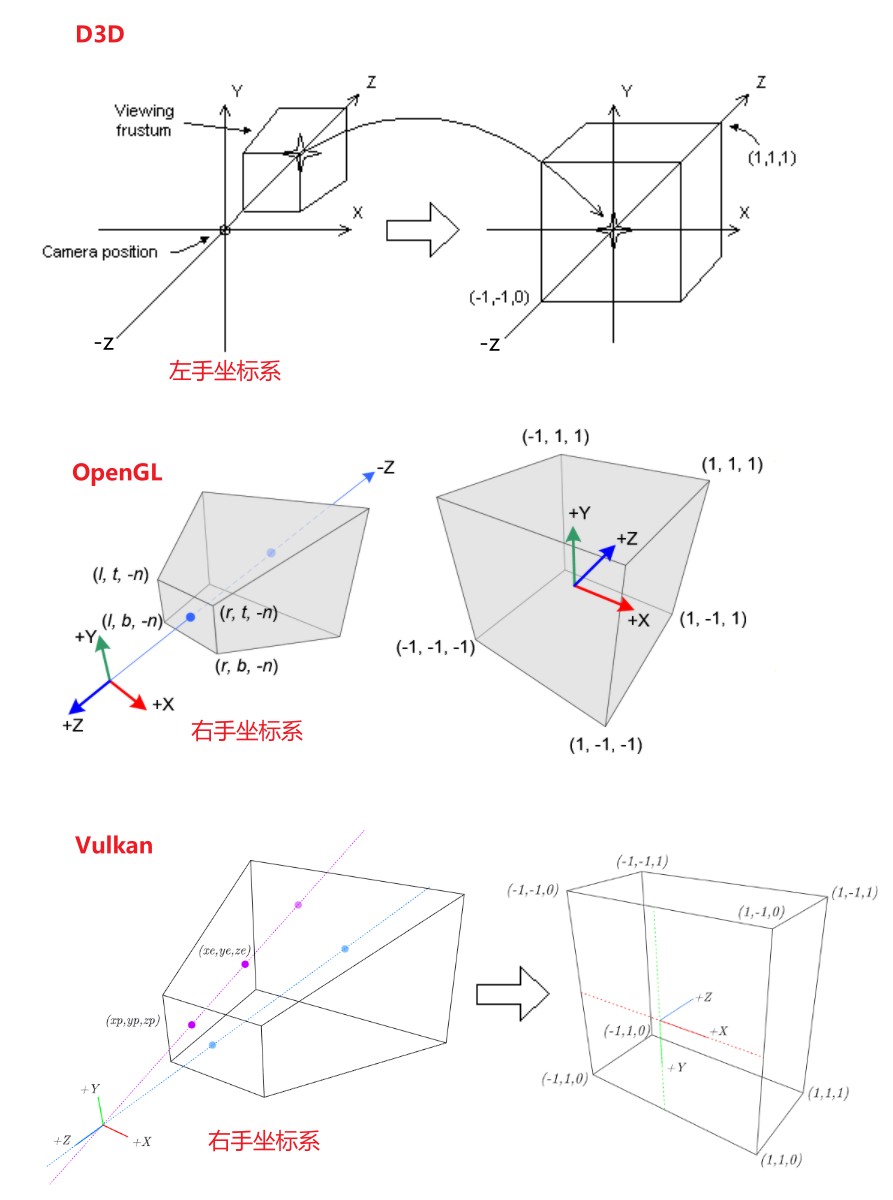 D3D
Y
Z
Viewing
frustum
X
Camera position
-Z
左手坐标系
Y
Z
(1,1,1)
X
(-1,-1,0)
-Z
OpenGL
-Z
(l, t, -n)
(l, b, -n)
(r, t, -n)
+Y
(r, b, -n)
+X
+Z
右手坐标系
(-1, 1, 1)
(1, 1, 1)
+Y
+Z
+X
(1, -1, 1)
(-1, -1, -1)
(1, -1, -1)
Vulkan
(xe,ye,ze)
(xp,yp,zp)
+Y
+Z
+X
右手坐标系
(-1,-1,1)
(-1,-1,0)
(1,-1,1)
(1,-1,0)
+Z
(-1,1,0)
+X
+Y
(-1,1,0)
(1,1,1)
(1,1,0)